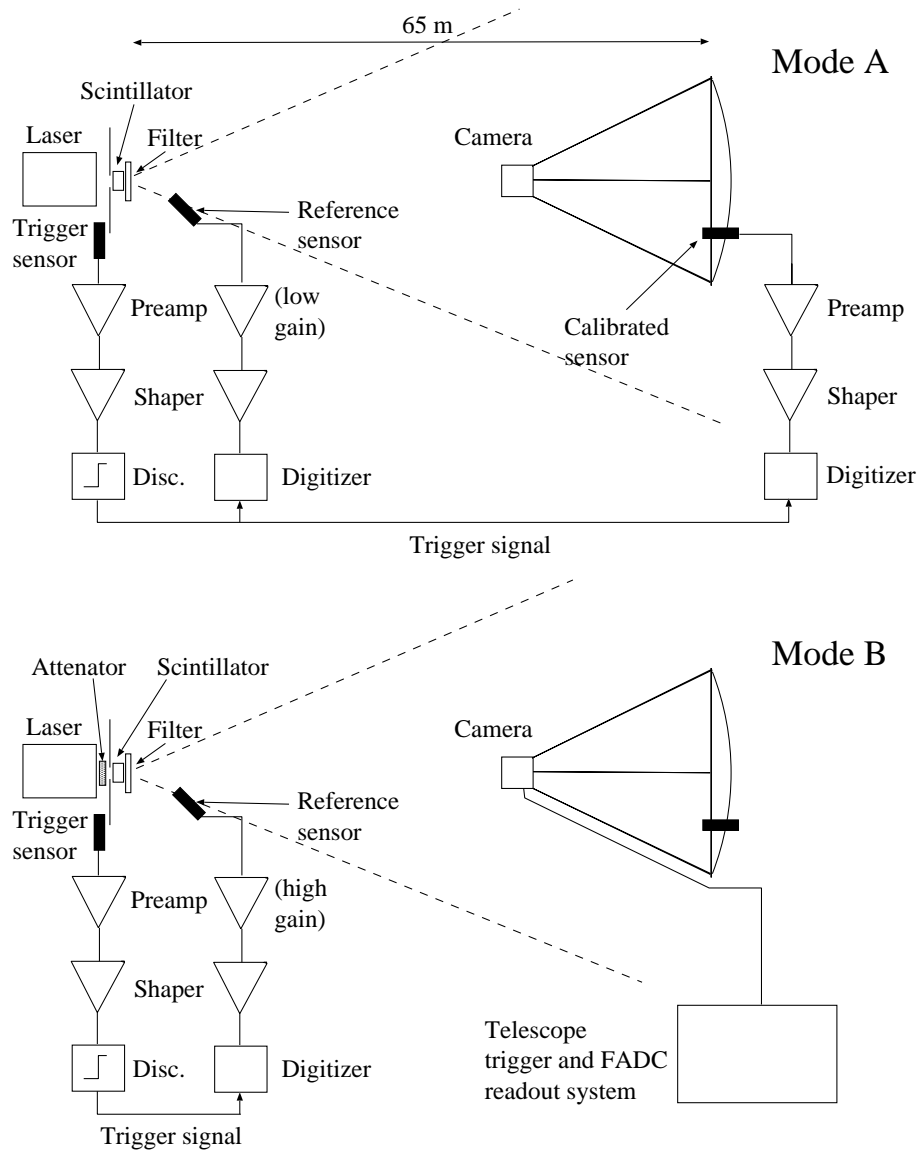 65 m
Mode A
Scintillator
Laser
Filter
Camera
Trigger
sensor
Reference
sensor
Preamp
(low
gain)
Calibrated
sensor
Preamp
Shaper
Shaper
Disc.
Digitizer
Digitizer
Trigger signal
Mode B
Attenator
Scintillator
Laser
Filter
Camera
Trigger
sensor
Reference
sensor
Preamp
(high
gain)
Shaper
Telescope
trigger and FADC
readout system
Disc.
Digitizer
Trigger signal